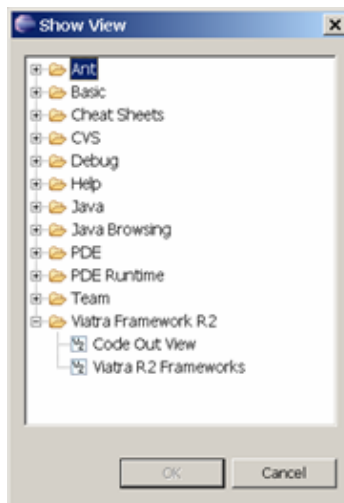 Show View
Ant
Basic
Cheat Sheets
CVS
Debug
Help
Java
Java Browsing
PDE
PDE Runtime
Team
Viatra Framework R2
Code Out View
Viatra R2 Frameworks
OK
Cancel